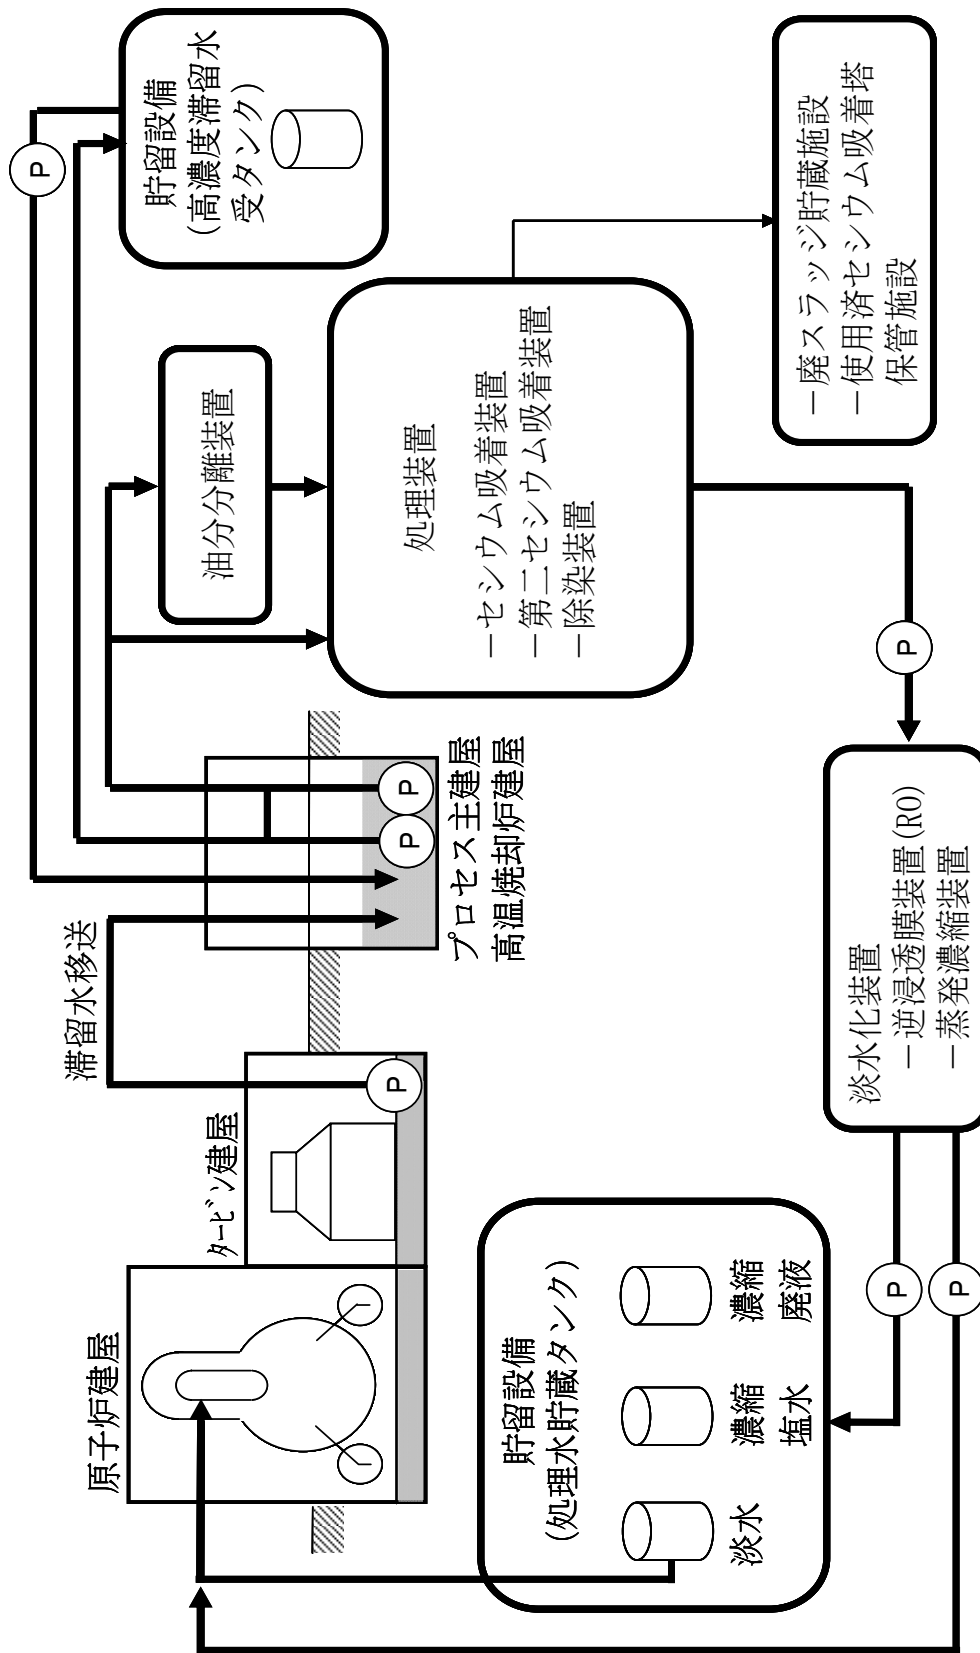 原子炉建屋
タービン建屋
P
滞留水移送
プロセス主建屋
高温焼却炉建屋
P
P
P
貯留設備
(高濃度滞留水
受タンク)
油分分離装置
処理装置
－セシウム吸着装置
－第二セシウム吸着装置
－除染装置
－廃スラッジ貯蔵施設
－使用済セシウム吸着塔
保管施設
P
淡水化装置
－逆浸透膜装置(RO)
－蒸発濃縮装置
P
P
貯留設備
(処理水貯蔵タンク)
淡水
濃縮
塩水
濃縮
廃液